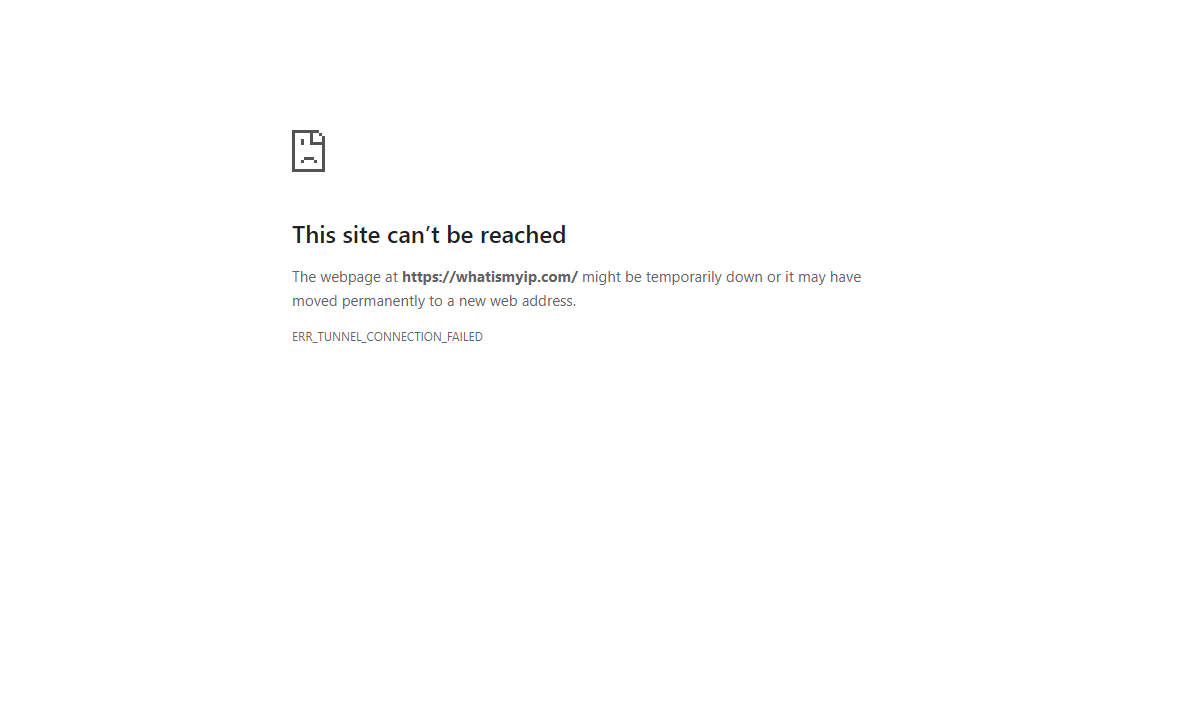 This site can’t be reached
The webpage at https://whatismyip.com/ might be temporarily down or it may have
moved permanently to a new web address.
ERR_TUNNEL_CONNECTION_FAILED